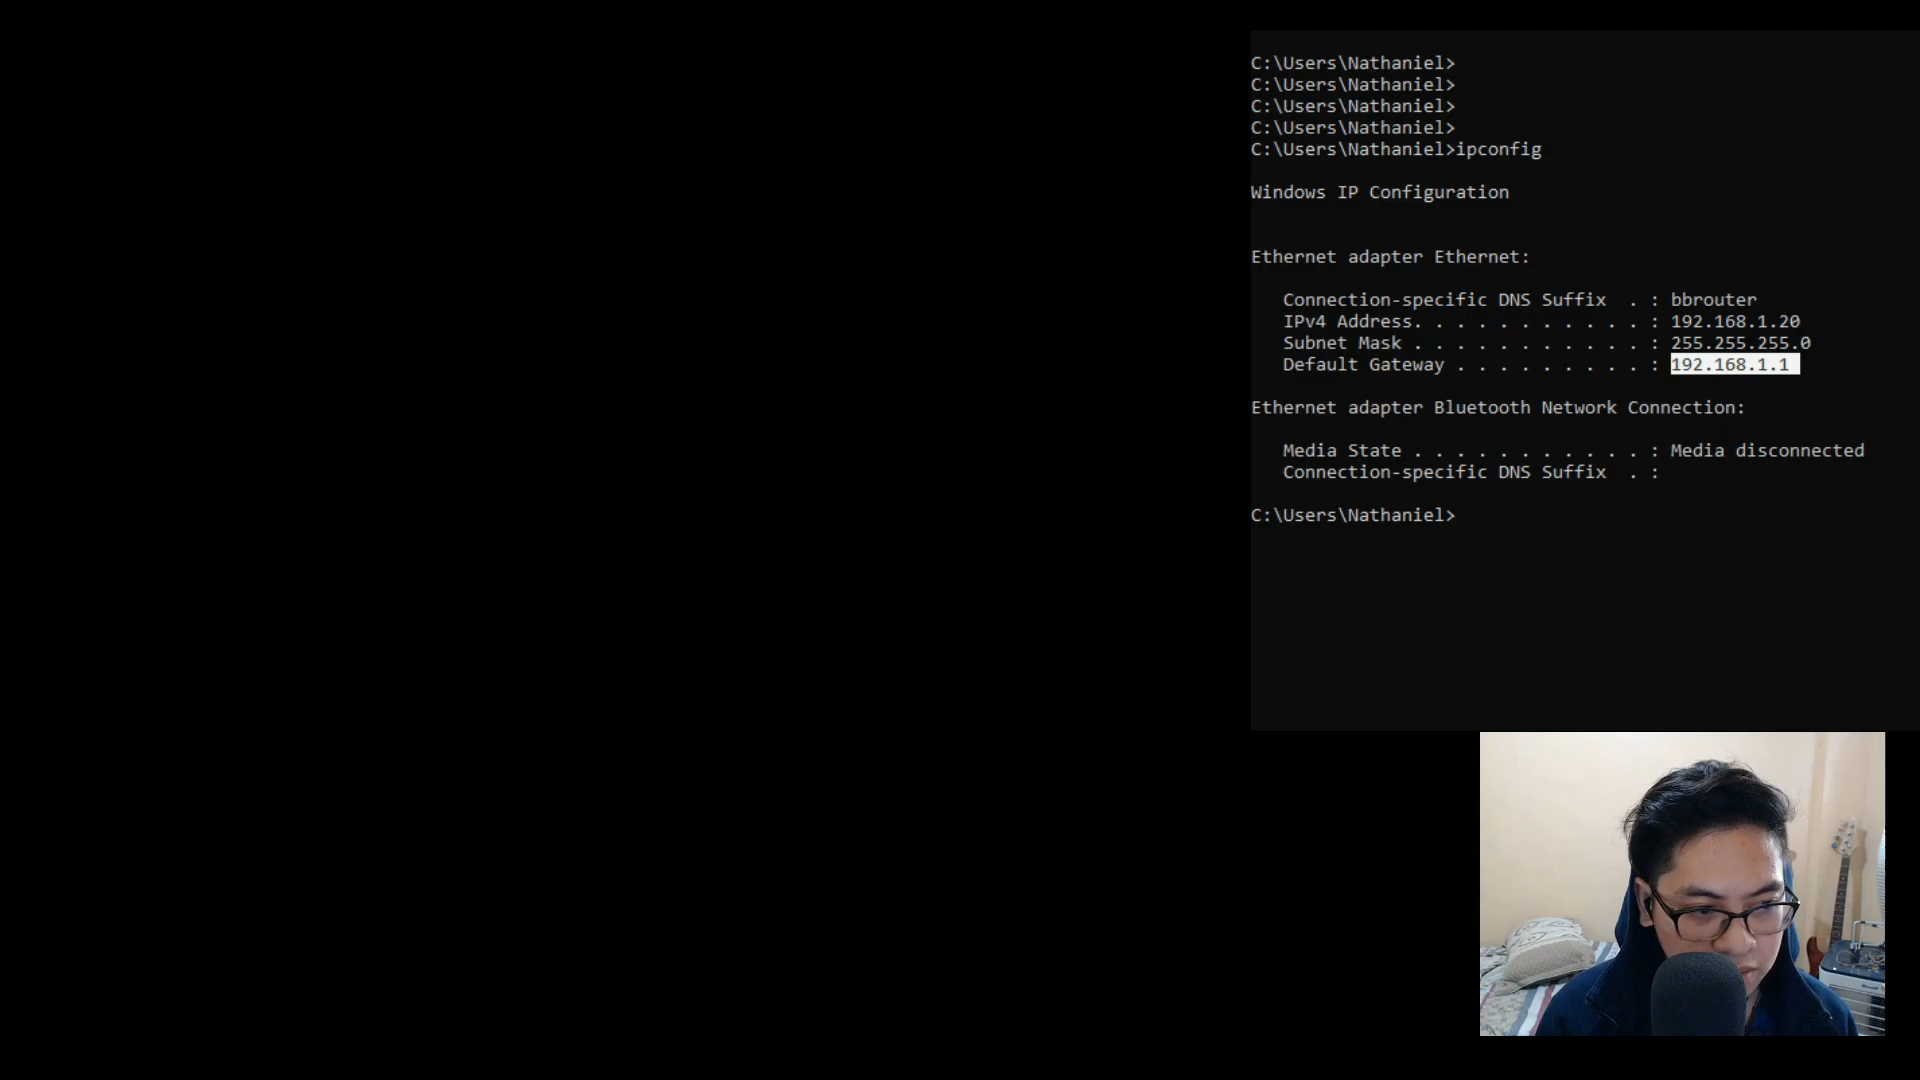 C:\Users\Nathaniel>
C:\Users\Nathaniel>
C:\Users\Nathaniel>
C:\Users\Nathaniel>
C:\Users\Nathaniel>ipconfig
Windows IP Configuration
Ethernet adapter Ethernet:
Connection-specific DNS Suffix  . : bbrouter
IPv4 Address. . . . . . . . . . . : 192.168.1.20
Subnet Mask . . . . . . . . . . . : 255.255.255.0
Default Gateway . . . . . . . . . : 192.168.1.1
Ethernet adapter Bluetooth Network Connection:
Media State . . . . . . . . . . . : Media disconnected
Connection-specific DNS Suffix  . :
C:\Users\Nathaniel>